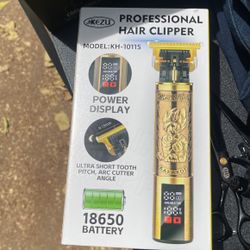 KEZU
PROFESSIONAL
HAIR CLIPPER
MODEL:KH-1011S
POWER
DISPLAY
ULTRA SHORT TOOTH
PITCH, ARC CUTTER
ANGLE
18650
BATTERY